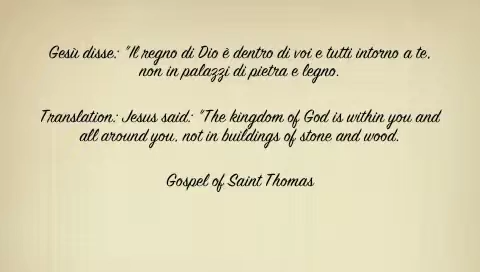 Gesù disse: "Il regno di Dio è dentro di voi e tutti intorno a te,
non in palazzi di pietra e legno.
Translation: Jesus said: "The kingdom of God is within you and
all around you, not in buildings of stone and wood.
Gospel of Saint Thomas